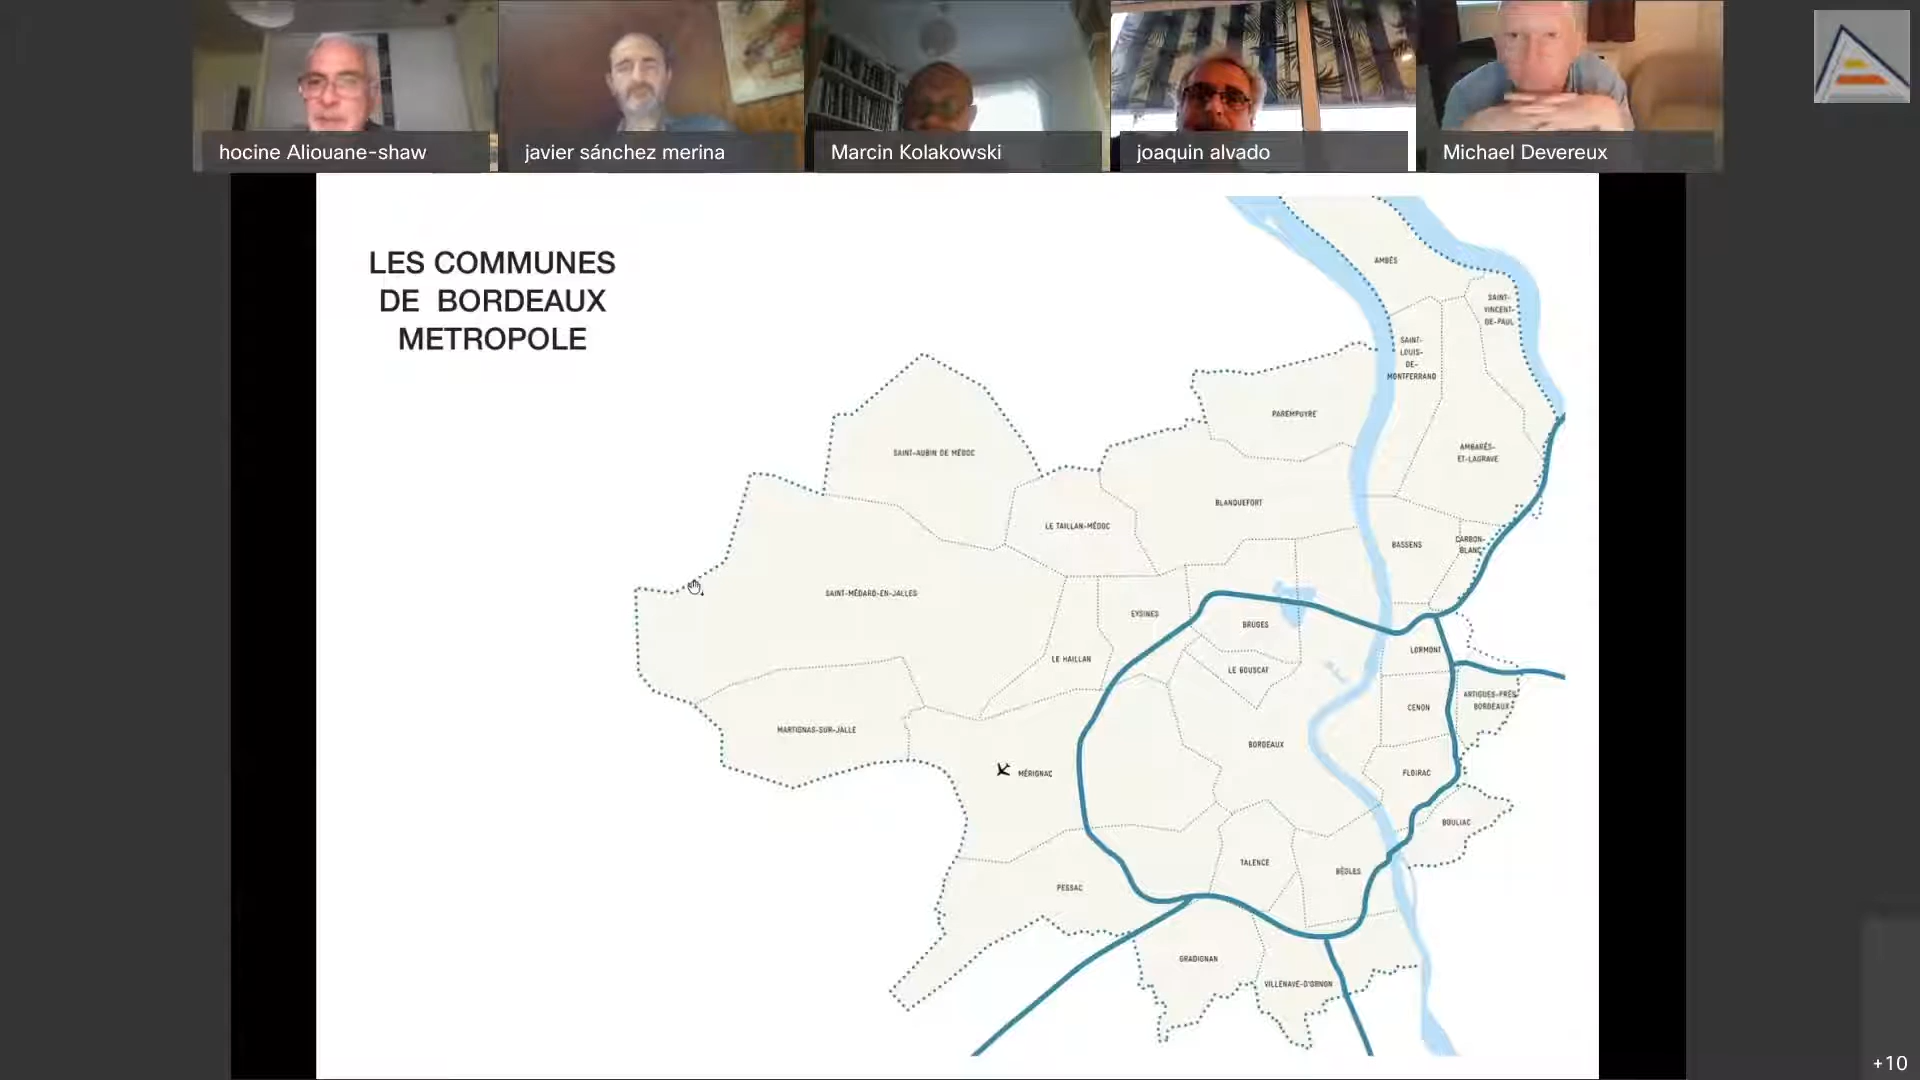 hocine Aliouane-shaw
javier sánchez merina
Marcin Kolakowski
joaquin alvado
Michael Devereux
LES COMMUNES
DE BORDEAUX
METROPOLE
AMBÈS
SAINT-
VINCENT-
DE-PAUL
SAINT-
LOUIS-
DE-
MONTFERRAND
PAREMPUYRE
AMBARÈS-
ET-LAGRAVE
SAINT-AUBIN DE MÉDOC
BLANQUEFORT
LE TAILLAN-MÉDOC
BASSENS
CARBON-
BLANC
SAINT-MÉDARD-EN-JALLES
EYSINES
BRUGES
LORMONT
LE HAILLAN
LE BOUSCAT
ARTIGUES-PRÈS
BORDEAUX
CENON
MARTIGNAS-SUR-JALLE
BORDEAUX
MÉRIGNAC
FLOIRAC
BOULIAC
TALENCE
BÈGLES
PESSAC
GRADIGNAN
VILLENAVE-D'ORNON
+10